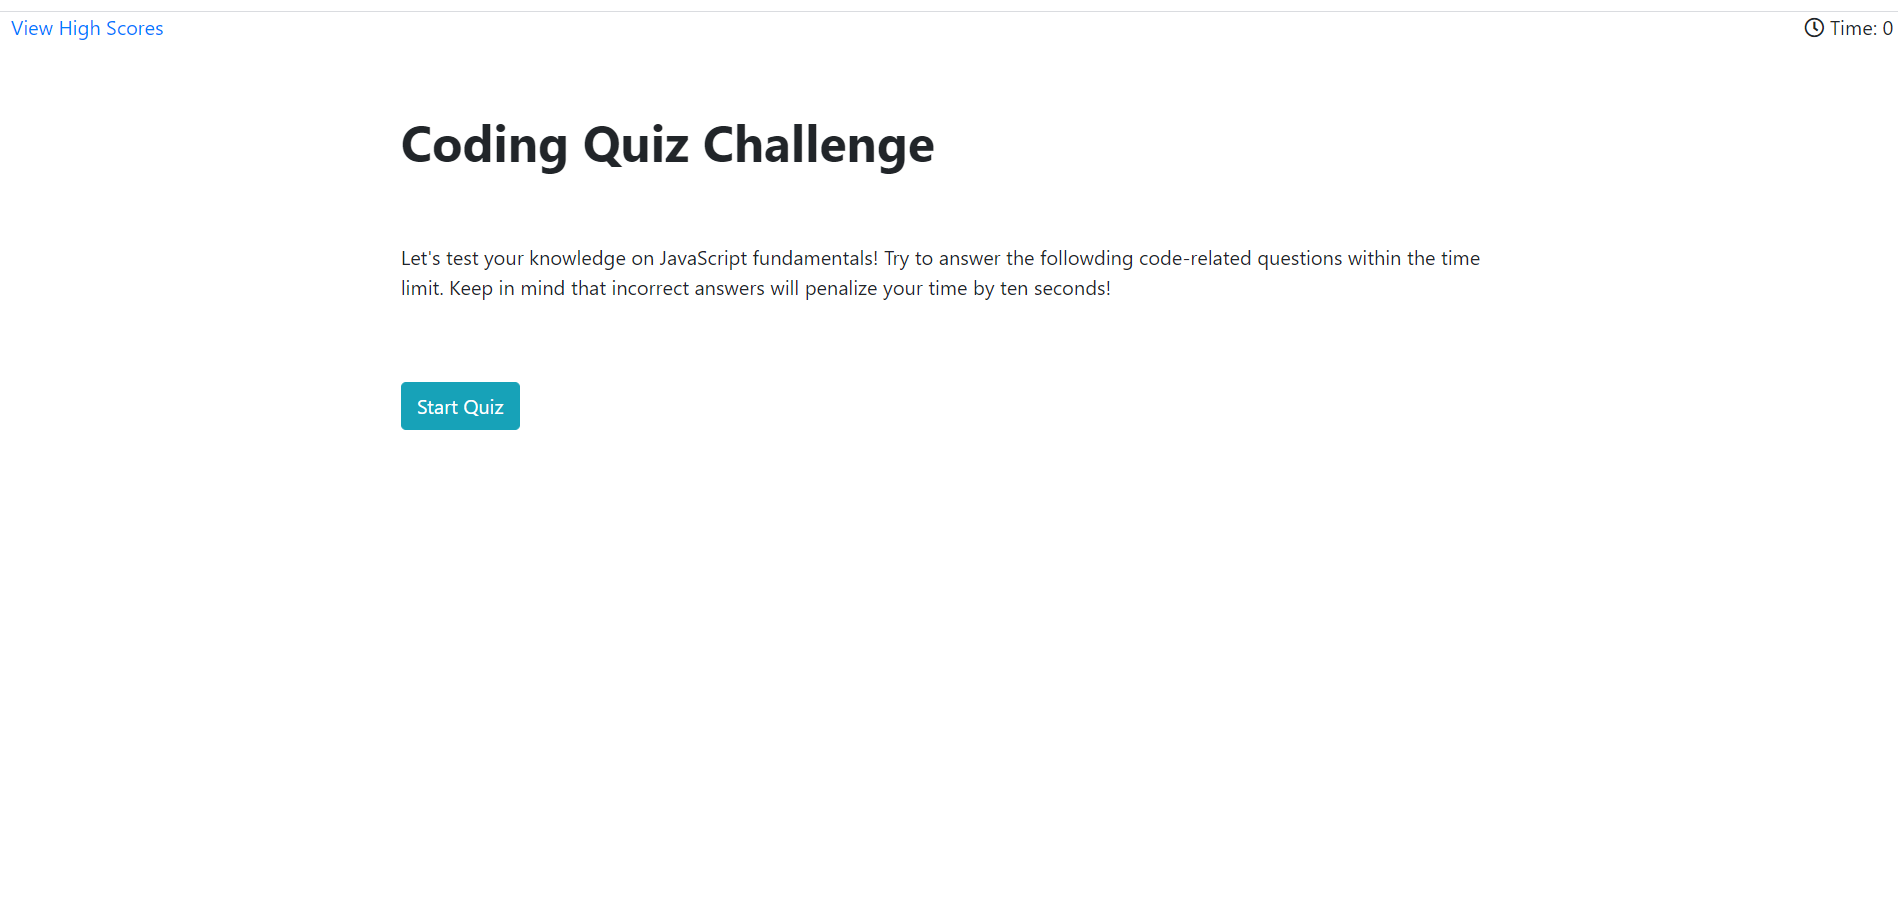 View High Scores
Time: 0
Coding Quiz Challenge
Let's test your knowledge on JavaScript fundamentals! Try to answer the followding code-related questions within the time
limit. Keep in mind that incorrect answers will penalize your time by ten seconds!
Start Quiz